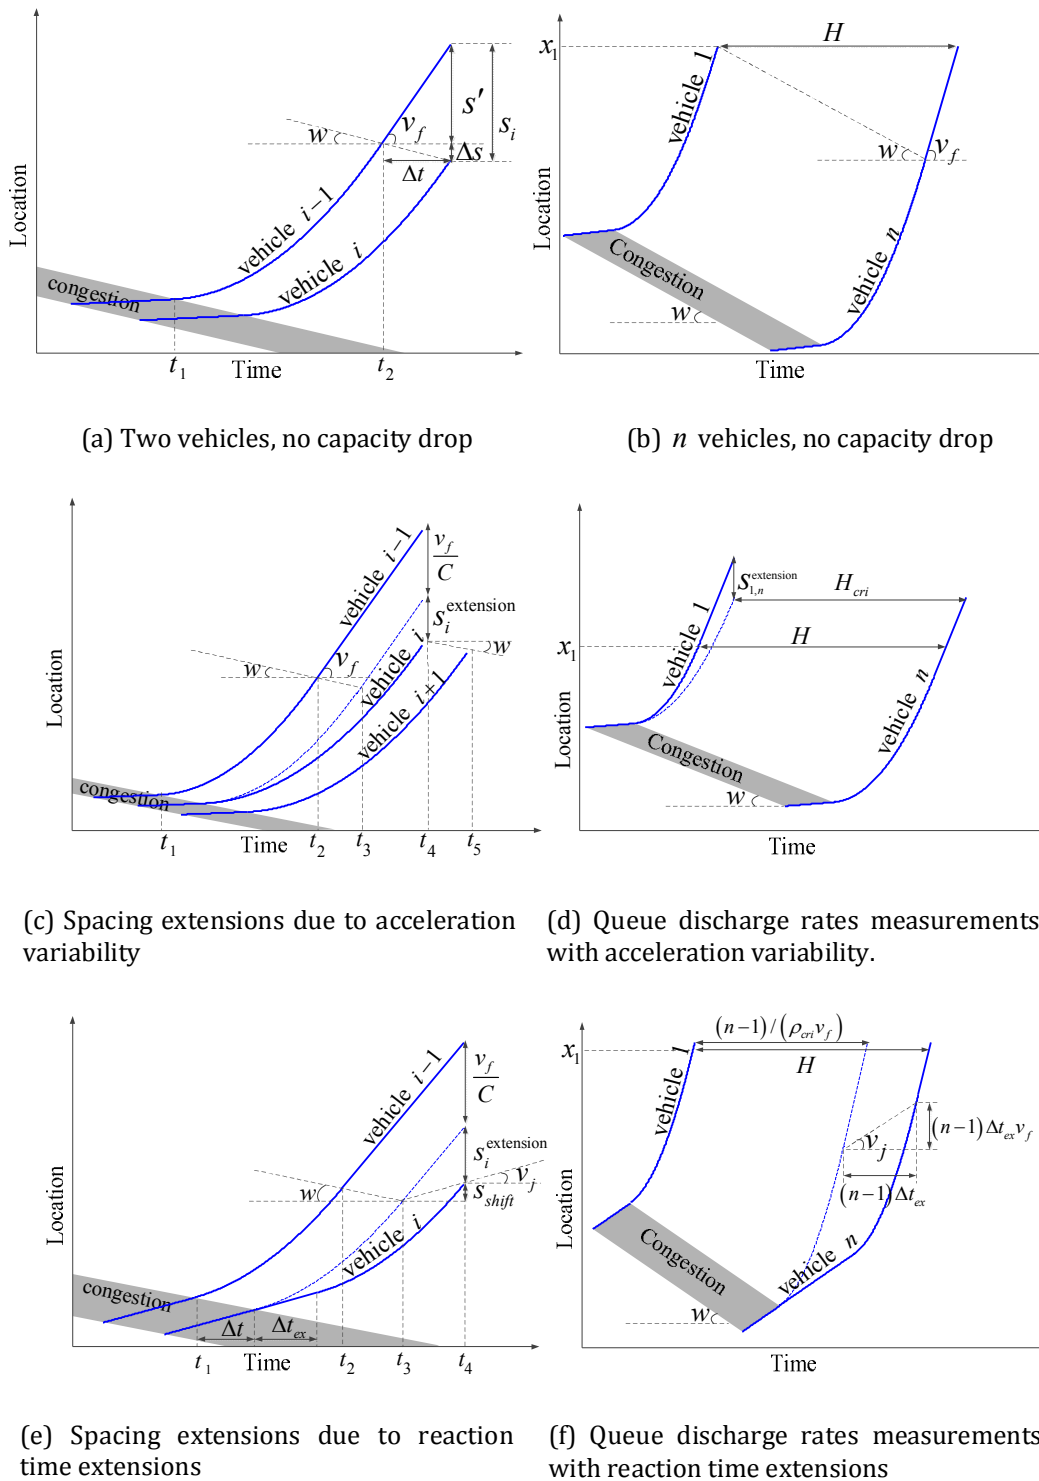 Location
vehicle i−1
vehicle i
congestion
w
v_f
s′
s_i
Δs
Δt
t_1
Time
t_2
(a) Two vehicles, no capacity drop
x_1
H
vehicle 1
w
v_f
Location
Congestion
w
vehicle n
Time
(b) n vehicles, no capacity drop
Location
vehicle i−1
v_f/C
s_i^extension
w
w
v_f
vehicle i
vehicle i+1
congestion
t_1
Time
t_2
t_3
t_4
t_5
(c) Spacing extensions due to acceleration
variability
S_{1,n}^extension
H_cri
x_1
vehicle 1
H
Location
Congestion
w
vehicle n
Time
(d) Queue discharge rates measurements
with acceleration variability.
Location
vehicle i−1
v_f/C
s_i^extension
w
v_j
s_shift
vehicle i
congestion
Δt
Δt_ex
t_1
Time
t_2
t_3
t_4
(e) Spacing extensions due to reaction
time extensions
(n−1)/(ρ_cri v_f)
x_1
H
vehicle 1
(n−1)Δt_ex v_f
v_j
(n−1)Δt_ex
Location
Congestion
vehicle n
w
Time
(f) Queue discharge rates measurements
with reaction time extensions